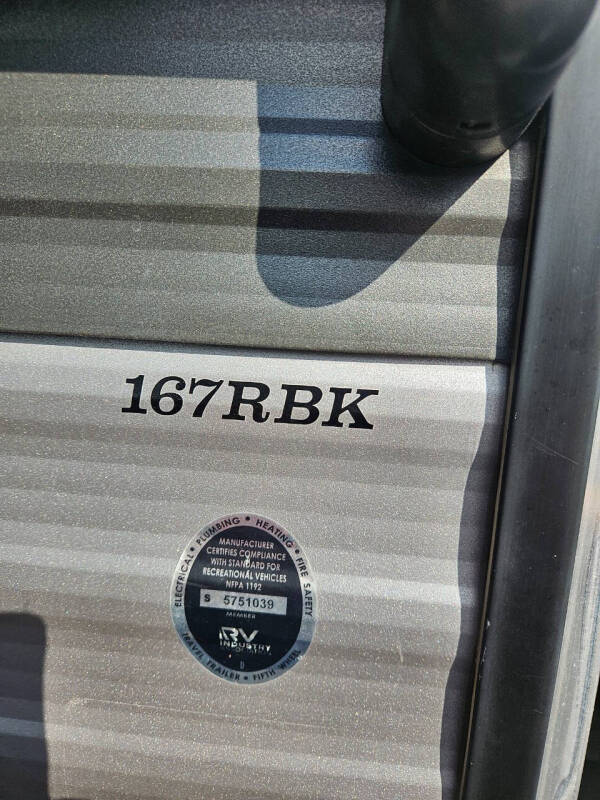 167RBK
ELECTRICAL • PLUMBING • HEATING • FIRE SAFETY
MANUFACTURER
CERTIFIES COMPLIANCE
WITH STANDARD FOR
RECREATIONAL VEHICLES
NFPA 1192
S 5751039
MEMBER
RV
INDUSTRY
D
TRAVEL TRAILER • FIFTH WHEEL